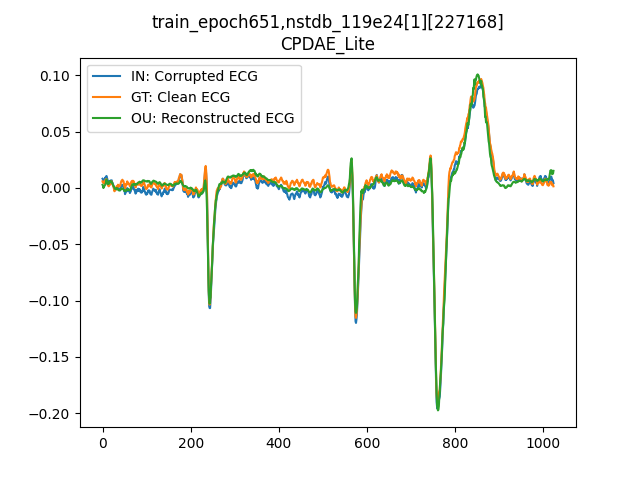 train_epoch651,nstdb_119e24[1][227168]
CPDAE_Lite
IN: Corrupted ECG
GT: Clean ECG
OU: Reconstructed ECG
0.10
0.05
0.00
−0.05
−0.10
−0.15
−0.20
0 200 400 600 800 1000